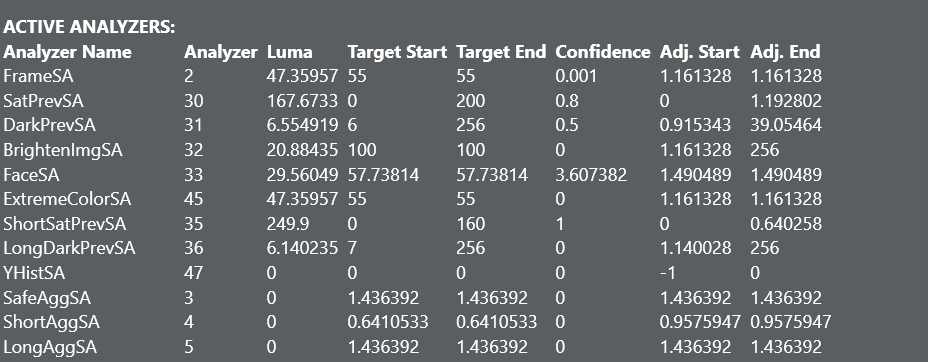 ACTIVE ANALYZERS:
Analyzer Name Analyzer Luma Target Start Target End Confidence Adj. Start Adj. End
FrameSA 2 47.35957 55 55 0.001 1.161328 1.161328
SatPrevSA 30 167.6733 0 200 0.8 0 1.192802
DarkPrevSA 31 6.554919 6 256 0.5 0.915343 39.05464
BrightenImgSA 32 20.88435 100 100 0 1.161328 256
FaceSA 33 29.56049 57.73814 57.73814 3.607382 1.490489 1.490489
ExtremeColorSA 45 47.35957 55 55 0 1.161328 1.161328
ShortSatPrevSA 35 249.9 0 160 1 0 0.640258
LongDarkPrevSA 36 6.140235 7 256 0 1.140028 256
YHistSA 47 0 0 0 0 -1 0
SafeAggSA 3 0 1.436392 1.436392 0 1.436392 1.436392
ShortAggSA 4 0 0.6410533 0.6410533 0 0.9575947 0.9575947
LongAggSA 5 0 1.436392 1.436392 0 1.436392 1.436392